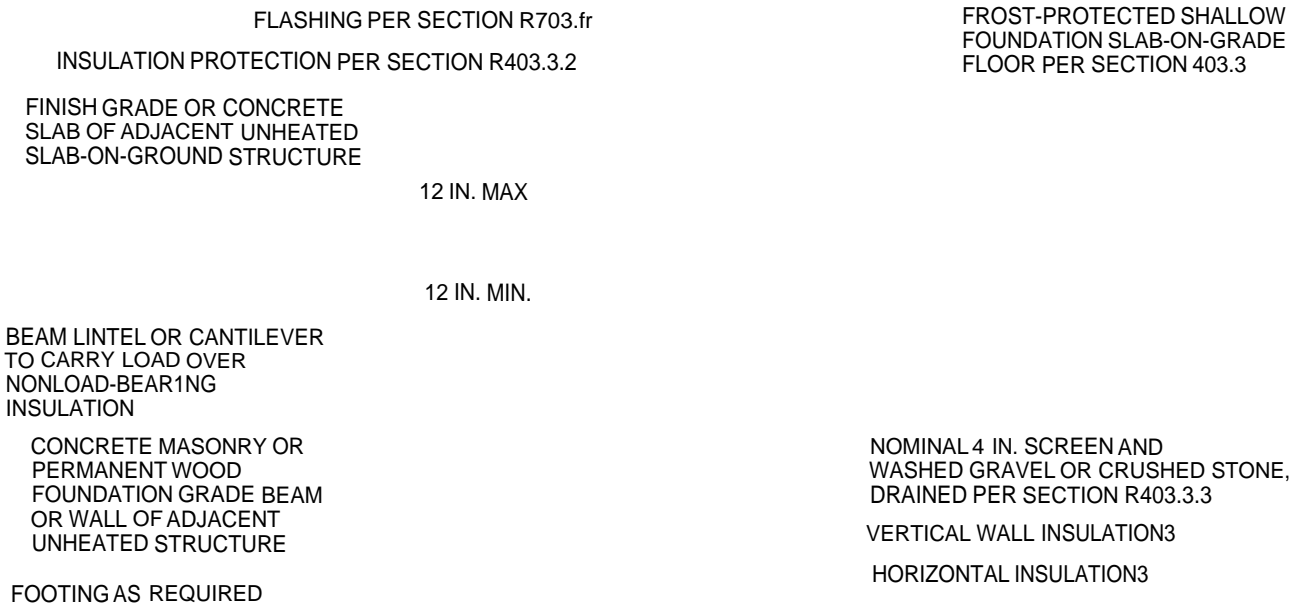 FLASHING PER SECTION R703.fr
INSULATION PROTECTION PER SECTION R403.3.2
FINISH GRADE OR CONCRETE
SLAB OF ADJACENT UNHEATED
SLAB-ON-GROUND STRUCTURE
12 IN. MAX
12 IN. MIN.
BEAM LINTEL OR CANTILEVER
TO CARRY LOAD OVER
NONLOAD-BEAR1NG
INSULATION
CONCRETE MASONRY OR
PERMANENT WOOD
FOUNDATION GRADE BEAM
OR WALL OF ADJACENT
UNHEATED STRUCTURE
FOOTING AS REQUIRED
FROST-PROTECTED SHALLOW
FOUNDATION SLAB-ON-GRADE
FLOOR PER SECTION 403.3
NOMINAL 4 IN. SCREEN AND
WASHED GRAVEL OR CRUSHED STONE,
DRAINED PER SECTION R403.3.3
VERTICAL WALL INSULATION3
HORIZONTAL INSULATION3